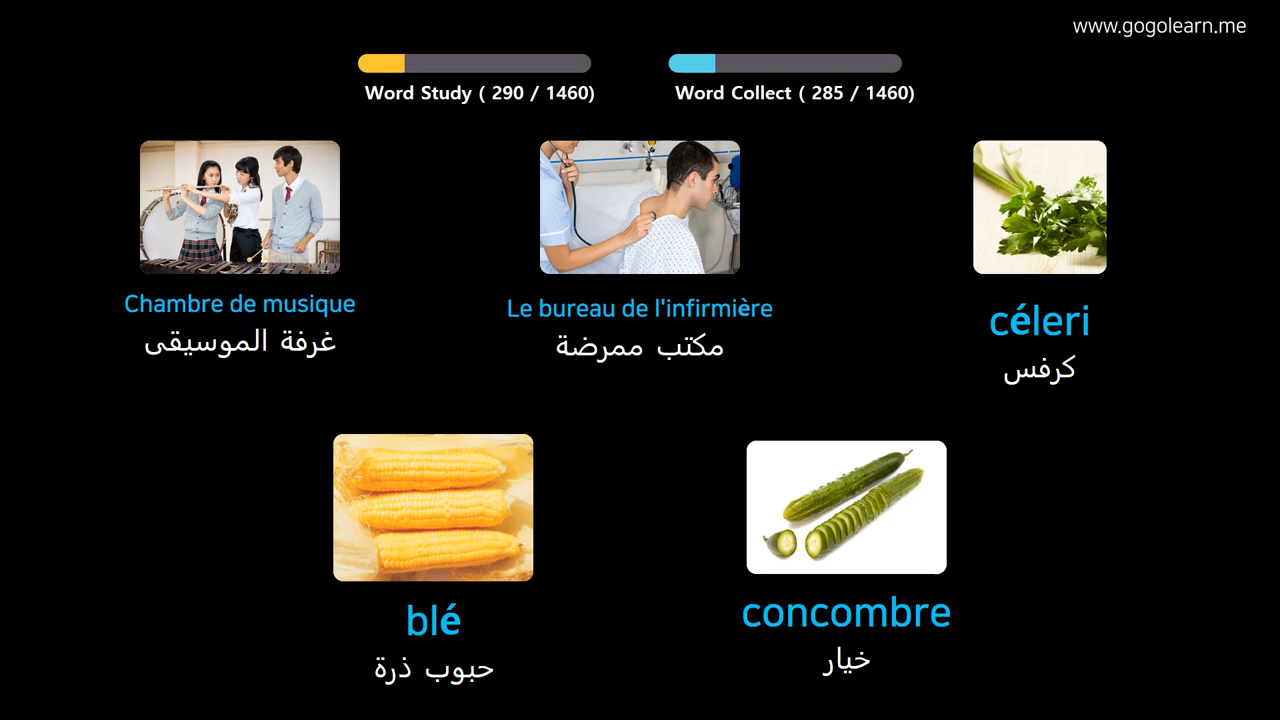 www.gogolearn.me
Word Study ( 290 / 1460)
Word Collect ( 285 / 1460)
Chambre de musique
غرفة الموسيقى
Le bureau de l'infirmière
مكتب ممرضة
céleri
كرفس
blé
حبوب ذرة
concombre
خيار